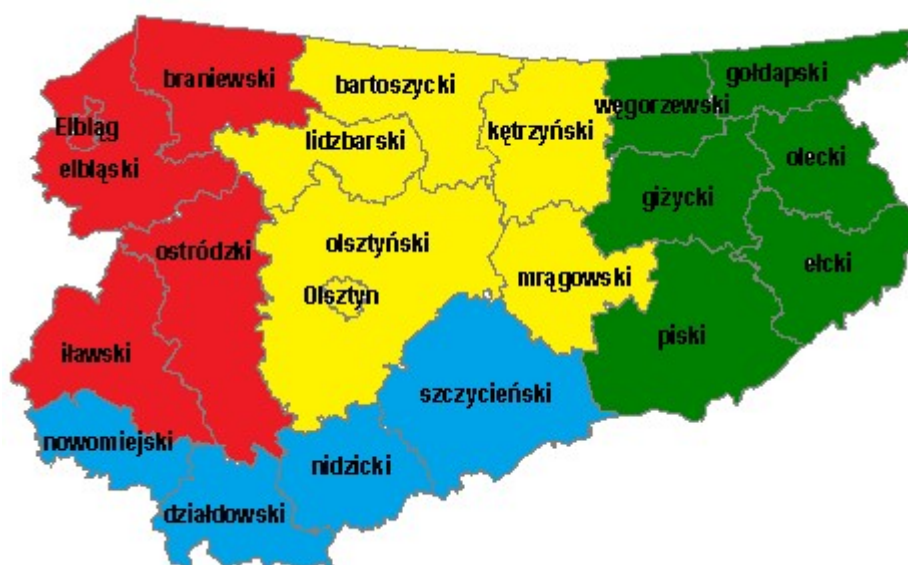 gołdapski
braniewski
bartoszycki
węgorzewski
Elbląg
kętrzyński
lidzbarski
olecki
elbląski
giżycki
ostródzki
olsztyński
ełcki
mrągowski
Olsztyn
piski
iławski
szczycieński
nowomiejski
nidzicki
działdowski